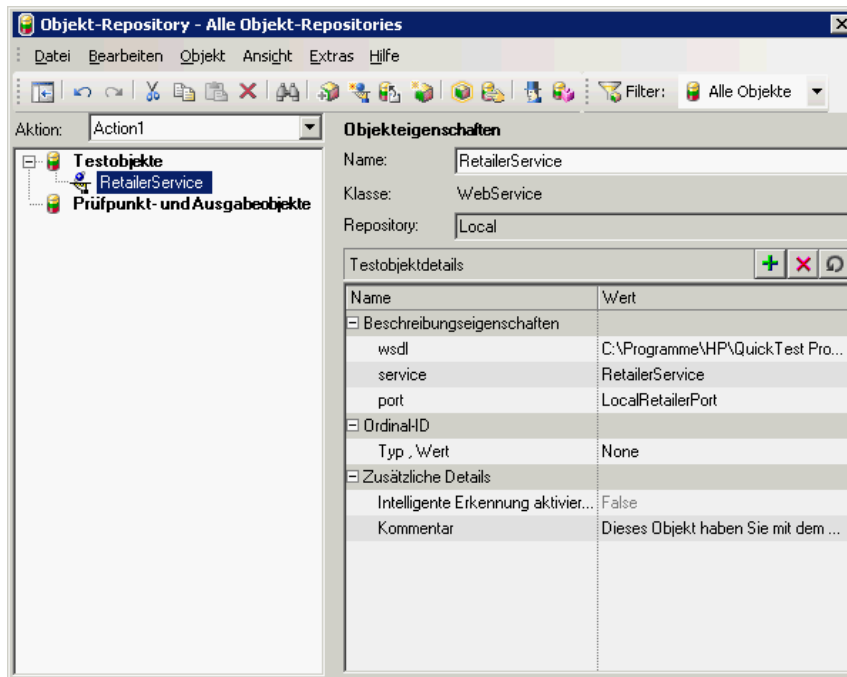 Objekt-Repository - Alle Objekt-Repositories
Datei Bearbeiten Objekt Ansicht Extras Hilfe
Filter: Alle Objekte
Aktion: Action1
Testobjekte
RetailerService
Prüfpunkt- und Ausgabeobjekte
Objekteigenschaften
Name: RetailerService
Klasse: WebService
Repository: Local
Testobjektdetails
Name Wert
Beschreibungseigenschaften
wsdl C:\Programme\HP\QuickTest Pro...
service RetailerService
port LocalRetailerPort
Ordinal-ID
Typ , Wert None
Zusätzliche Details
Intelligente Erkennung aktivier... False
Kommentar Dieses Objekt haben Sie mit dem ...